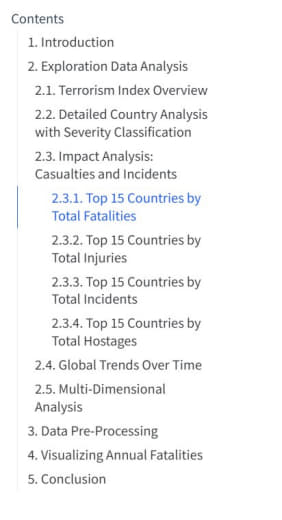 Contents
1. Introduction
2. Exploration Data Analysis
2.1. Terrorism Index Overview
2.2. Detailed Country Analysis
with Severity Classification
2.3. Impact Analysis:
Casualties and Incidents
2.3.1. Top 15 Countries by
Total Fatalities
2.3.2. Top 15 Countries by
Total Injuries
2.3.3. Top 15 Countries by
Total Incidents
2.3.4. Top 15 Countries by
Total Hostages
2.4. Global Trends Over Time
2.5. Multi-Dimensional
Analysis
3. Data Pre-Processing
4. Visualizing Annual Fatalities
5. Conclusion